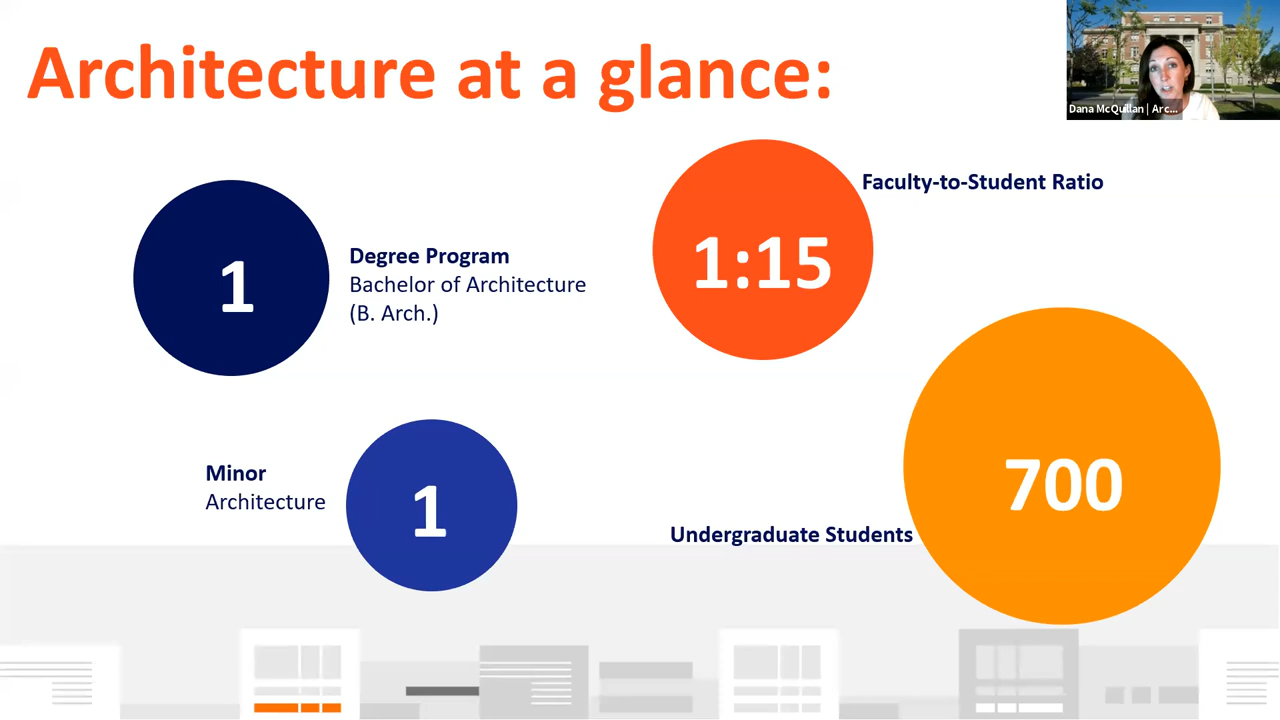 Architecture at a glance:
Dana McQuillan | Arc...
1
Degree Program
Bachelor of Architecture
(B. Arch.)
1:15
Faculty-to-Student Ratio
Minor
Architecture
1
700
Undergraduate Students